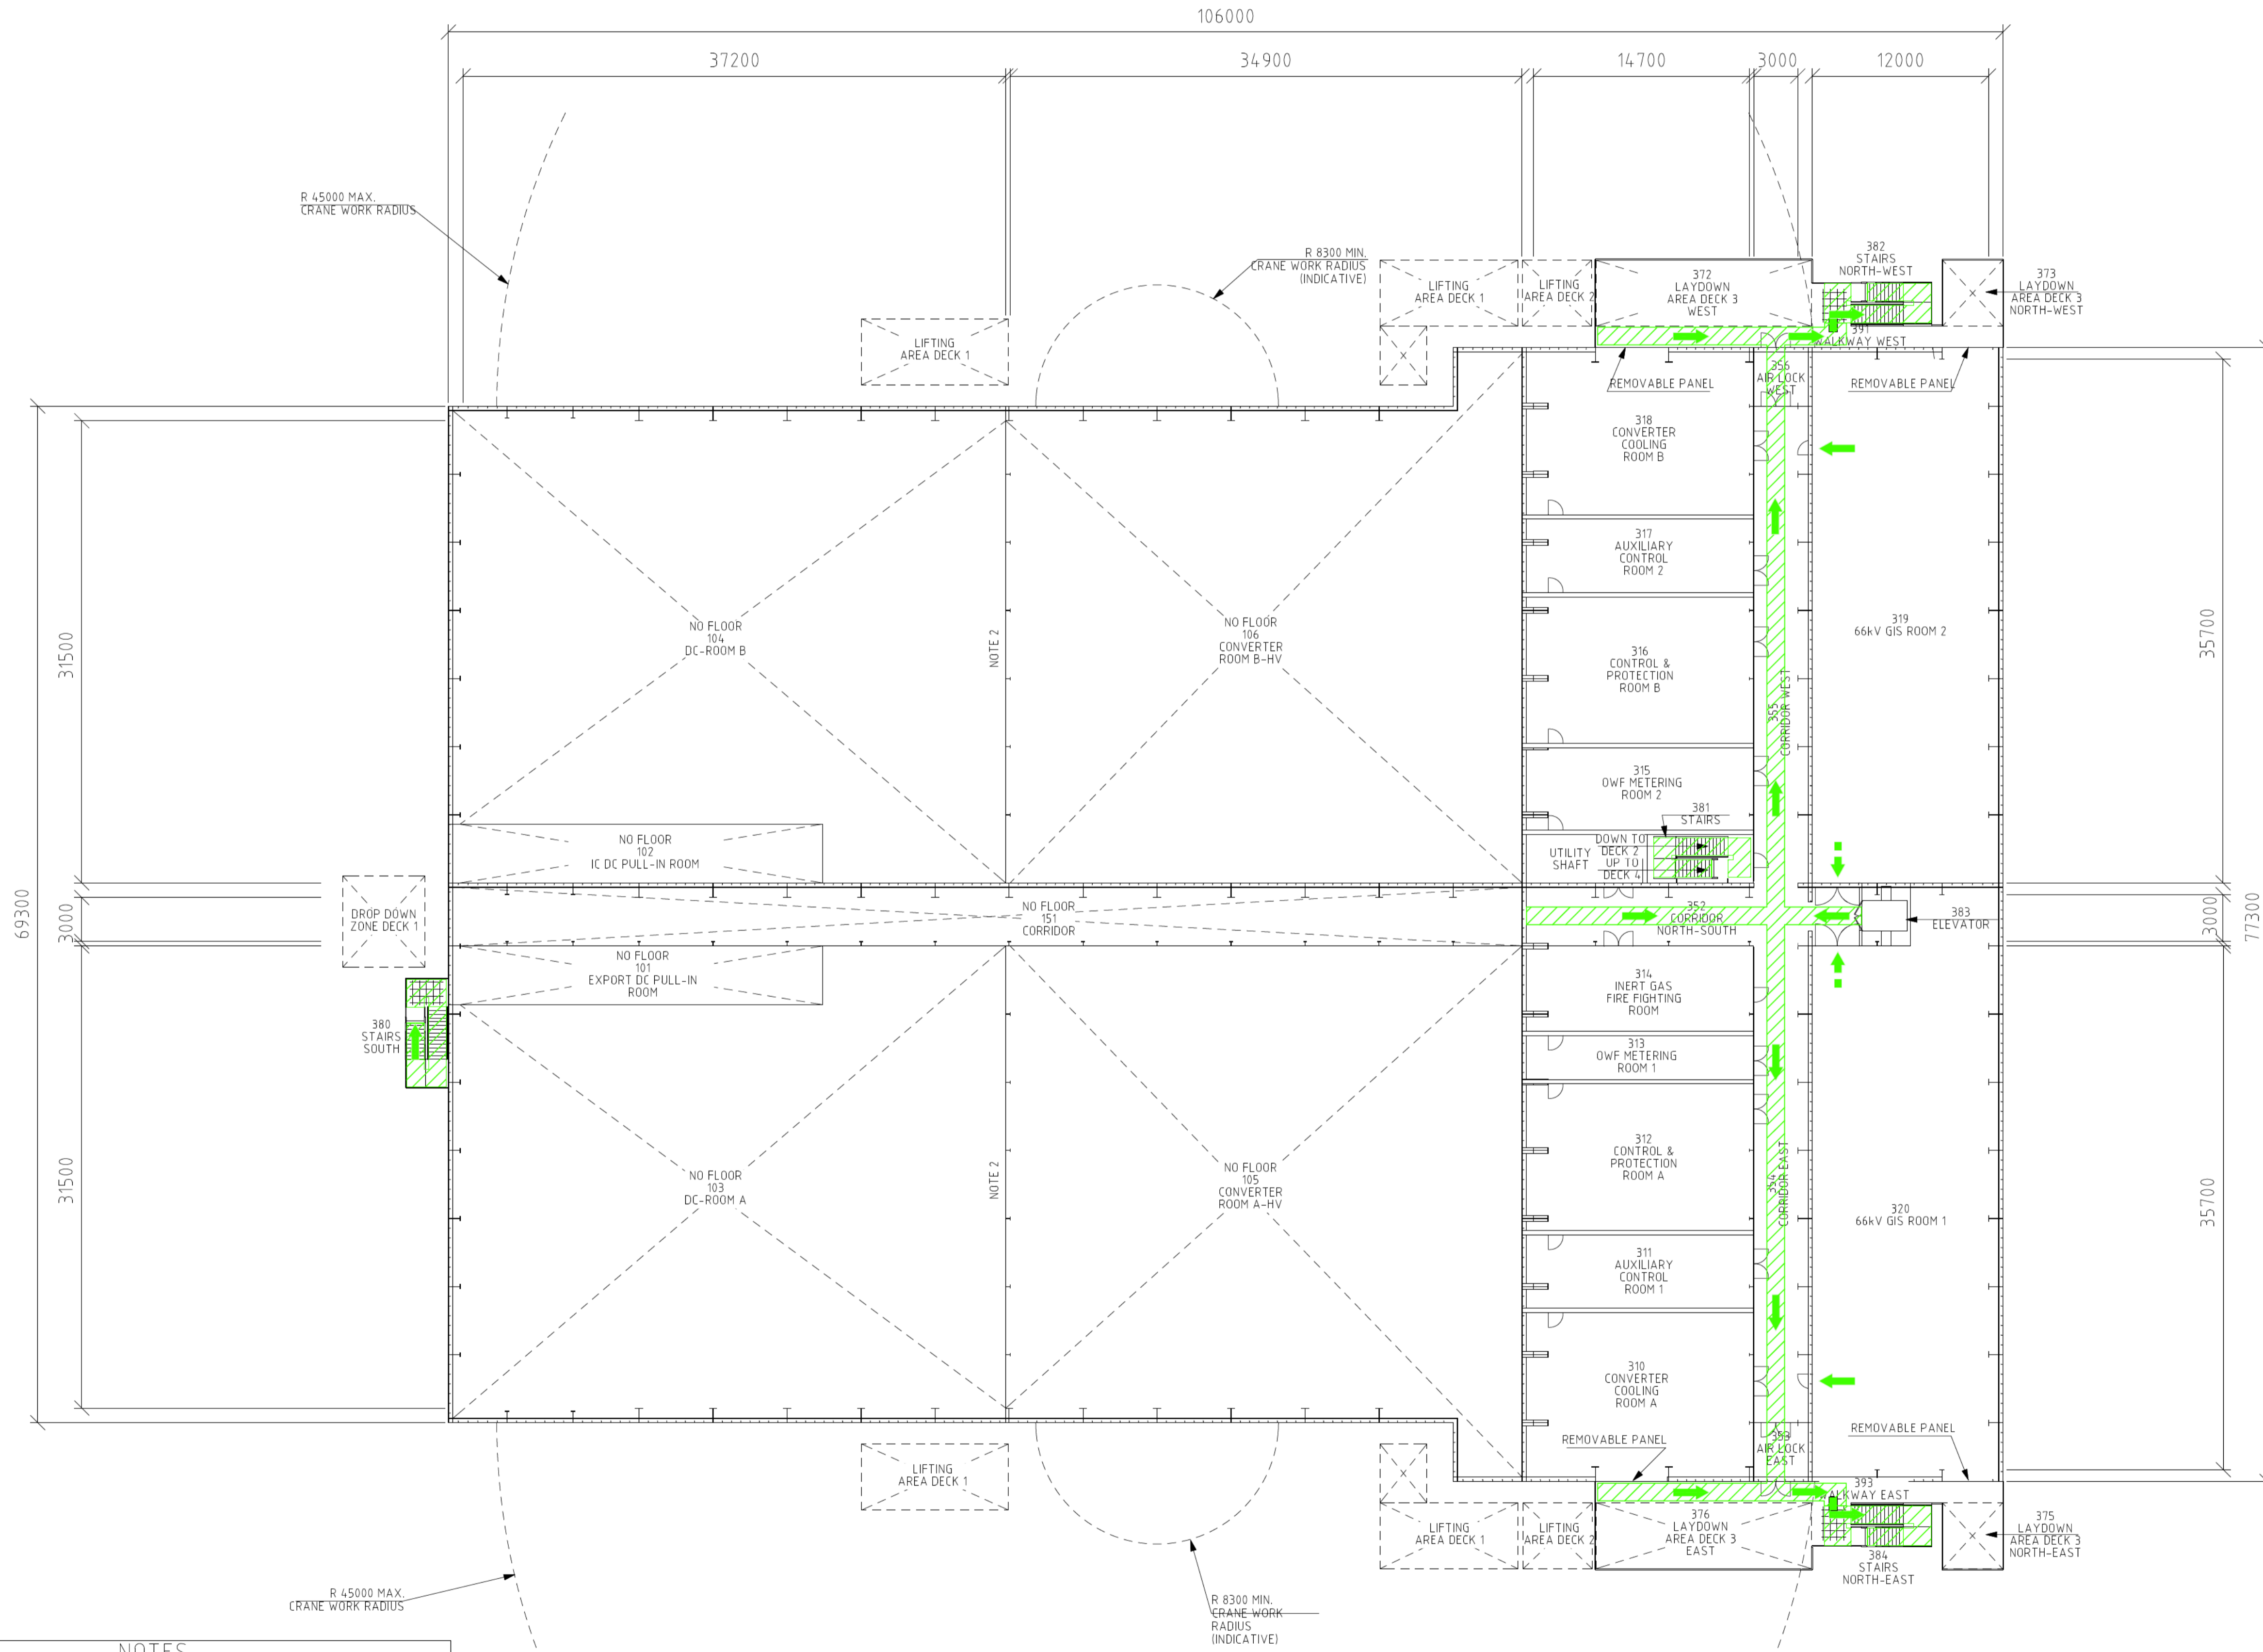 106000
37200
34900
14700
3000
12000
R 45000 MAX.
CRANE WORK RADIUS
R 8300 MIN.
CRANE WORK RADIUS
(INDICATIVE)
LIFTING
AREA DECK 1
LIFTING
AREA DECK 1
LIFTING
AREA DECK 2
372
LAYDOWN
AREA DECK 3
WEST
382
STAIRS
NORTH-WEST
373
LAYDOWN
AREA DECK 3
NORTH-WEST
391
WALKWAY WEST
REMOVABLE PANEL
356
AIR LOCK
WEST
REMOVABLE PANEL
318
CONVERTER
COOLING
ROOM B
317
AUXILIARY
CONTROL
ROOM 2
316
CONTROL &
PROTECTION
ROOM B
315
OWF METERING
ROOM 2
381
STAIRS
UTILITY
SHAFT
DOWN TO
DECK 2
UP TO
DECK 4
355
CORRIDOR WEST
319
66kV GIS ROOM 2
NO FLOOR
104
DC-ROOM B
NOTE 2
NO FLOOR
106
CONVERTER
ROOM B-HV
NO FLOOR
102
IC DC PULL-IN ROOM
31500
35700
69300
3000
DROP DOWN
ZONE DECK 1
NO FLOOR
151
CORRIDOR
352
CORRIDOR
NORTH-SOUTH
383
ELEVATOR
3000
77300
NO FLOOR
101
EXPORT DC PULL-IN
ROOM
380
STAIRS
SOUTH
314
INERT GAS
FIRE FIGHTING
ROOM
313
OWF METERING
ROOM 1
312
CONTROL &
PROTECTION
ROOM A
311
AUXILIARY
CONTROL
ROOM 1
310
CONVERTER
COOLING
ROOM A
354
CORRIDOR EAST
320
66kV GIS ROOM 1
NO FLOOR
103
DC-ROOM A
NOTE 2
NO FLOOR
105
CONVERTER
ROOM A-HV
31500
35700
REMOVABLE PANEL
353
AIR LOCK
EAST
REMOVABLE PANEL
393
WALKWAY EAST
LIFTING
AREA DECK 1
LIFTING
AREA DECK 1
LIFTING
AREA DECK 2
376
LAYDOWN
AREA DECK 3
EAST
384
STAIRS
NORTH-EAST
375
LAYDOWN
AREA DECK 3
NORTH-EAST
R 45000 MAX.
CRANE WORK RADIUS
R 8300 MIN.
CRANE WORK
RADIUS
(INDICATIVE)
NOTES